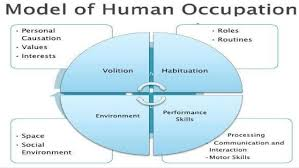 Model of Human Occupation
• Personal
Causation
• Values
• Interests
• Roles
• Routines
Volition
Habituation
Environment
Performance
Skills
• Space
• Social
Environment
Processing
• Communication and
Interaction
-Motor Skills